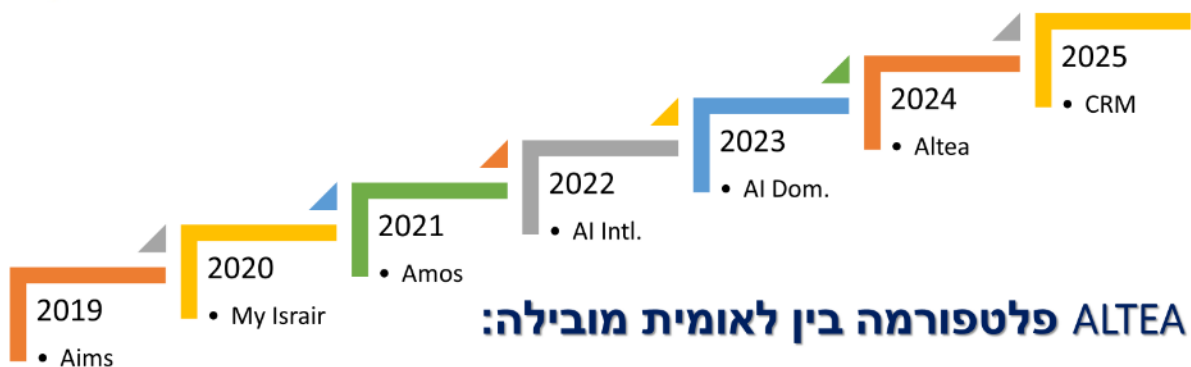 2019
• Aims
2020
• My Israir
2021
• Amos
2022
• AI Intl.
2023
• AI Dom.
2024
• Altea
2025
• CRM
ALTEA פלטפורמה בין לאומית מובילה: